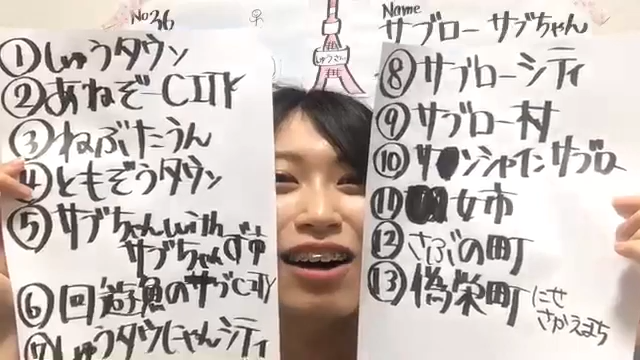 No36
Name
サブロー サブちゃん
しゅうさん
①しゅうタウン
②あねぞーCITY
③ねぶたうん
④ともぞうタウン
⑤サブちゃんwith
サブちゃんず市
⑥回遊魚のサブCITY
⑦しゅうタウにゃんシティ
⑧サブローシティ
⑨サブロー村
⑩サンシャインサブロー
⑪女市
⑫さぶの町
⑬偽栄町
にせ
さかえまち